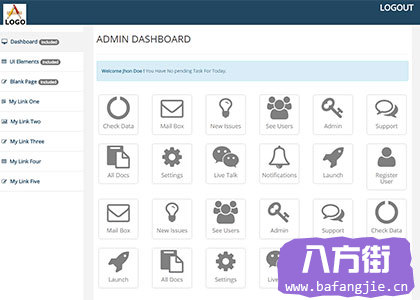 LOGO
LOGOUT
Dashboard Included
UI Elements Included
Blank Page Included
My Link One
My Link Two
My Link Three
My Link Four
My Link Five
ADMIN DASHBOARD
Welcome Jhon Doe ! You Have No pending Task For Today.
Check Data
Mail Box
New Issues
See Users
Admin
Support
All Docs
Settings
Live Talk
Notifications
Launch
Register
User
Mail Box
New Issues
See Users
Admin
Support
Check Data
Launch
All Docs
Settings
八方街
www.bafangjie.cn